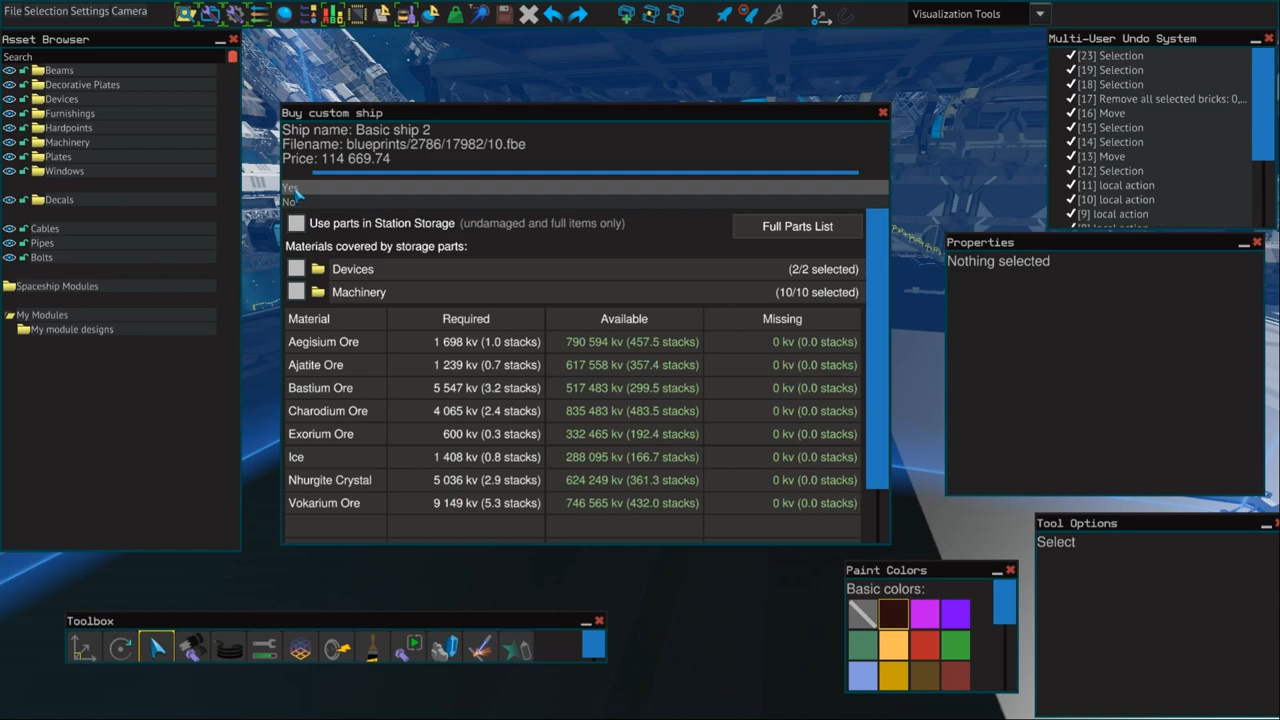 File Selection Settings Camera
Visualization Tools
Asset Browser
Search
Beams
Decorative Plates
Devices
Furnishings
Hardpoints
Machinery
Plates
Windows
Decals
Cables
Pipes
Bolts
Spaceship Modules
My Modules
My module designs
Buy custom ship
Ship name: Basic ship 2
Filename: blueprints/2786/17982/10.fbe
Price: 114 669.74
Yes
No
Use parts in Station Storage (undamaged and full items only)
Full Parts List
Materials covered by storage parts:
Devices (2/2 selected)
Machinery (10/10 selected)
Material Required Available Missing
Aegisium Ore 1 698 kv (1.0 stacks) 790 594 kv (457.5 stacks) 0 kv (0.0 stacks)
Ajatite Ore 1 239 kv (0.7 stacks) 617 558 kv (357.4 stacks) 0 kv (0.0 stacks)
Bastium Ore 5 547 kv (3.2 stacks) 517 483 kv (299.5 stacks) 0 kv (0.0 stacks)
Charodium Ore 4 065 kv (2.4 stacks) 835 483 kv (483.5 stacks) 0 kv (0.0 stacks)
Exorium Ore 600 kv (0.3 stacks) 332 465 kv (192.4 stacks) 0 kv (0.0 stacks)
Ice 1 408 kv (0.8 stacks) 288 095 kv (166.7 stacks) 0 kv (0.0 stacks)
Nhurgite Crystal 5 036 kv (2.9 stacks) 624 249 kv (361.3 stacks) 0 kv (0.0 stacks)
Vokarium Ore 9 149 kv (5.3 stacks) 746 565 kv (432.0 stacks) 0 kv (0.0 stacks)
Multi-User Undo System
[23] Selection
[19] Selection
[18] Selection
[17] Remove all selected bricks: 0,...
[16] Move
[15] Selection
[14] Selection
[13] Move
[12] Selection
[11] local action
[10] local action
[9] local action
[8] local action
Properties
Nothing selected
Tool Options
Select
Paint Colors
Basic colors:
Toolbox